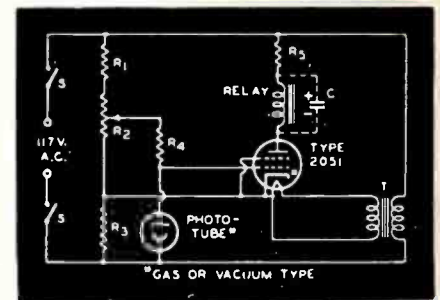 R1
R5
S
RELAY
+
-
C
117V.
A.C.
R2
R4
TYPE
2051
T
S
R3
PHOTO-
TUBE*
*GAS OR VACUUM TYPE